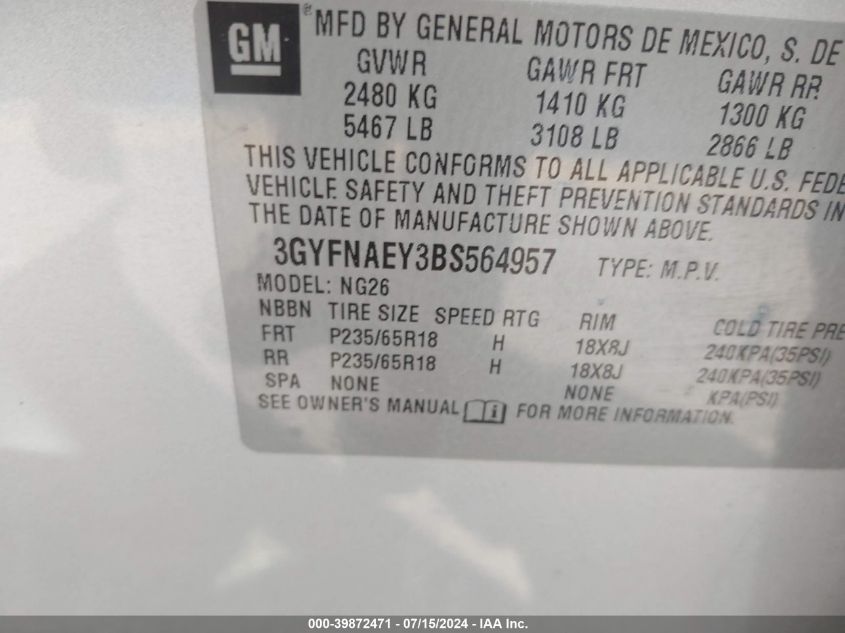 GM
® MFD BY GENERAL MOTORS DE MEXICO, S. DE
GVWR GAWR FRT GAWR RR
2480 KG 1410 KG 1300 KG
5467 LB 3108 LB 2866 LB
THIS VEHICLE CONFORMS TO ALL APPLICABLE U.S. FEDE
VEHICLE SAFETY AND THEFT PREVENTION STANDARDS IN
THE DATE OF MANUFACTURE SHOWN ABOVE.
3GYFNAEY3BS564957 TYPE: M.P.V.
MODEL: NG26
NBBN TIRE SIZE SPEED RTG RIM COLD TIRE PRE
FRT P235/65R18 H 18X8J 240KPA(35PSI)
RR P235/65R18 H 18X8J 240KPA(35PSI)
SPA NONE NONE KPA(PSI)
SEE OWNER'S MANUAL i FOR MORE INFORMATION.
000-39872471 - 07/15/2024 - IAA Inc.